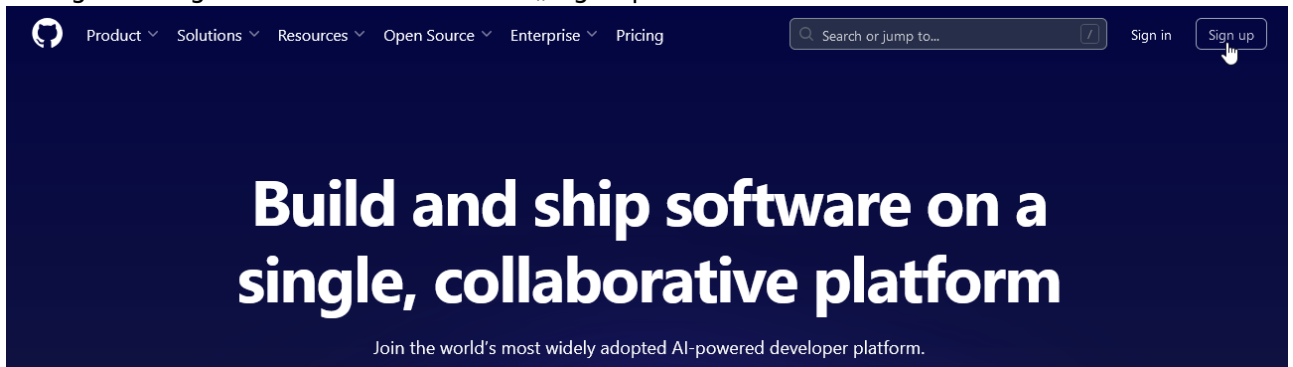 Product Solutions Resources Open Source Enterprise Pricing Search or jump to... / Sign in Sign up
Build and ship software on a
single, collaborative platform
Join the world's most widely adopted AI-powered developer platform.